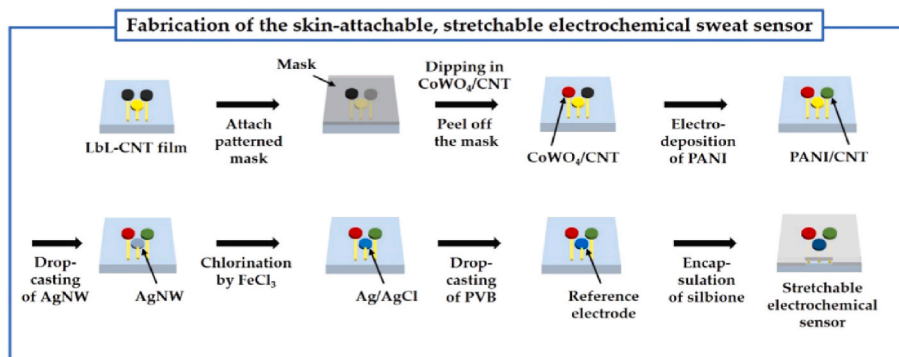 Fabrication of the skin-attachable, stretchable electrochemical sweat sensor
LbL-CNT film
Attach
patterned
mask
Mask
Dipping in
CoWO₄/CNT
Peel off
the mask
CoWO₄/CNT
Electro-
deposition
of PANI
PANI/CNT
Drop-
casting
of AgNW
AgNW
Chlorination
by FeCl₃
Ag/AgCl
Drop-
casting
of PVB
Reference
electrode
Encap-
sulation
of silbione
Stretchable
electrochemical
sensor